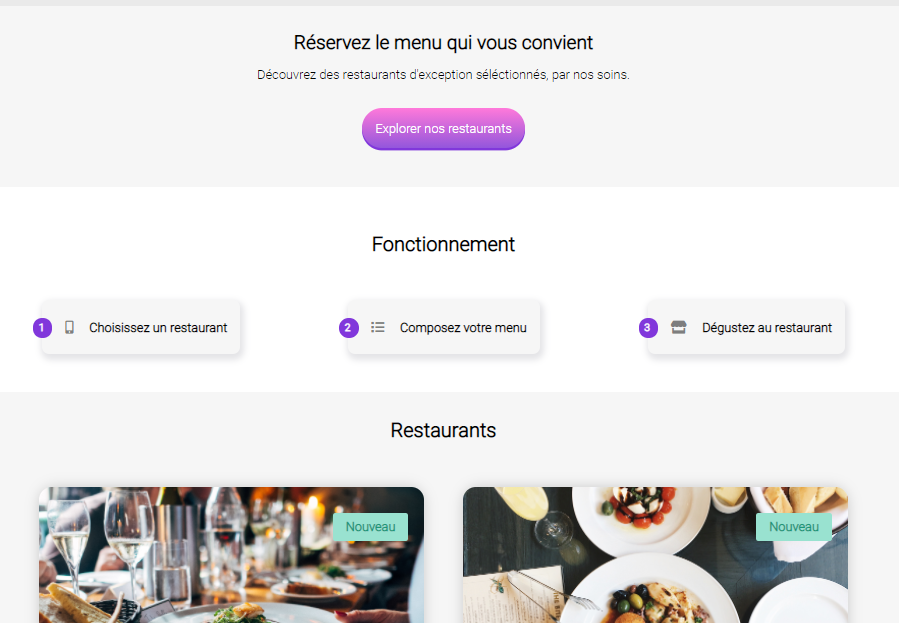 Réservez le menu qui vous convient
Découvrez des restaurants d'exception séléctionnés, par nos soins.
Explorer nos restaurants
Fonctionnement
1 Choisissez un restaurant
2 Composez votre menu
3 Dégustez au restaurant
Restaurants
Nouveau
Nouveau